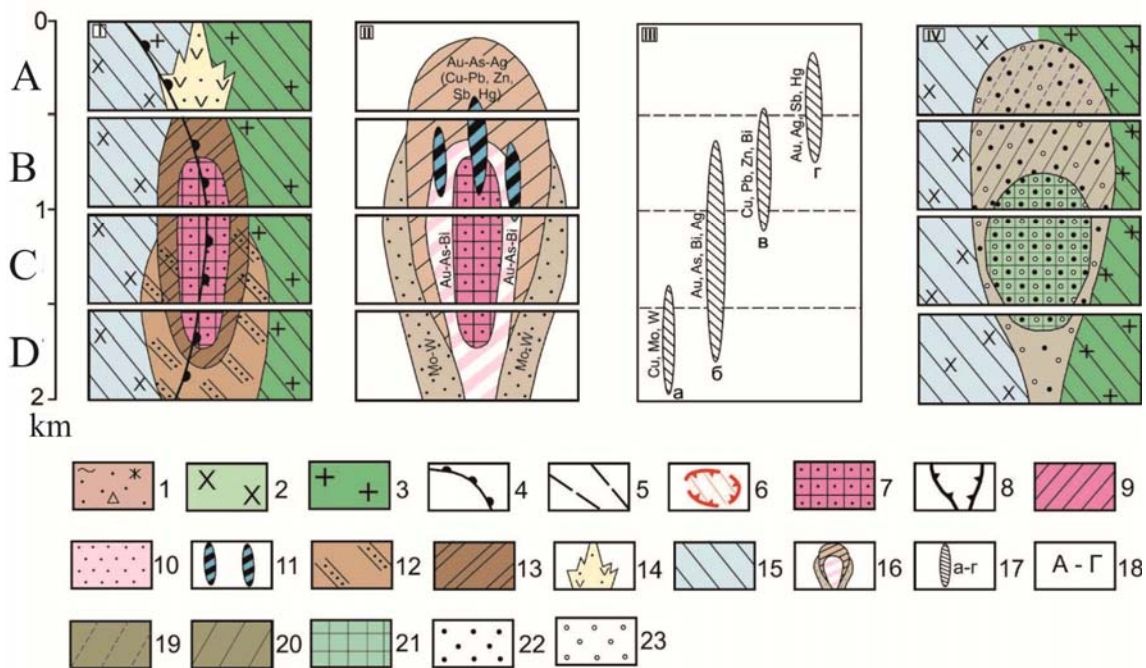 0
A
B
1
C
D
2
km
I
II
Au-As-Ag
(Cu-Pb, Zn,
Sb, Hg)
Au-As-Bi
Au-As-Bi
Mo-W
Mo-W
III
Cu, Mo, W
а
Au, As, Bi, Ag
б
Cu, Pb, Zn, Bi
в
Au, Ag, Sb, Hg
г
IV
1
2
3
4
5
6
7
8
9
10
11
12
13
14
15
16
а-г
17
А - Г
18
19
20
21
22
23